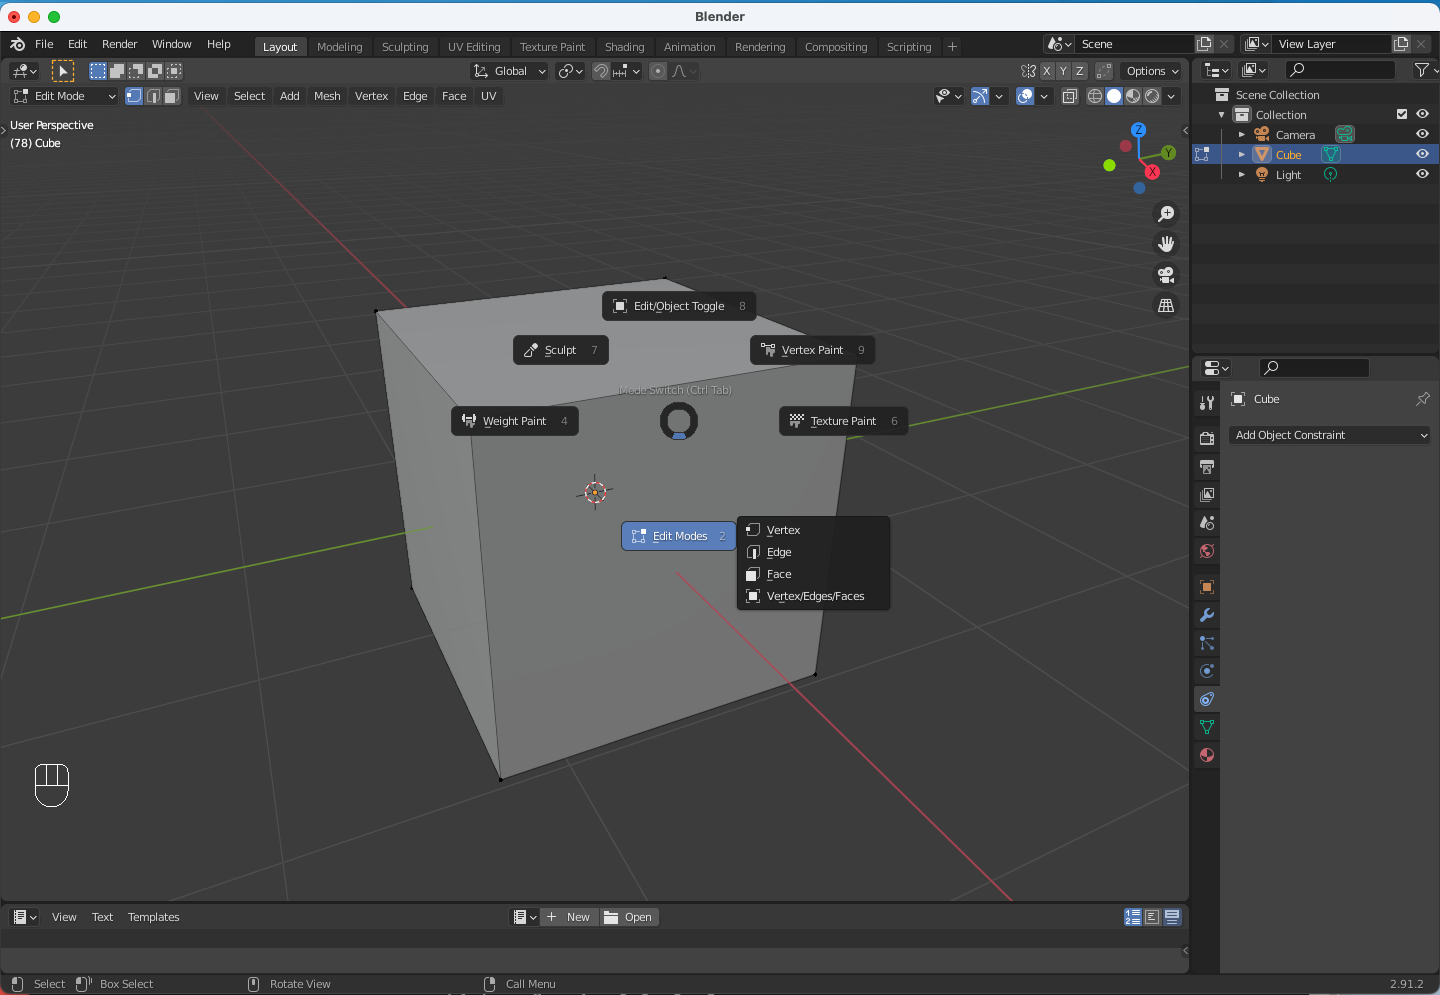 Blender
File Edit Render Window Help Layout Modeling Sculpting UV Editing Texture Paint Shading Animation Rendering Compositing Scripting + Scene View Layer
Global X Y Z Options
Edit Mode View Select Add Mesh Vertex Edge Face UV
User Perspective
(78) Cube
Z
Y
X
Scene Collection
Collection
Camera
Cube
Light
Edit/Object Toggle 8
Sculpt 7
Vertex Paint 9
Mode Switch (Ctrl Tab)
Weight Paint 4
Texture Paint 6
Edit Modes 2
Vertex
Edge
Face
Vertex/Edges/Faces
Cube
Add Object Constraint
View Text Templates + New Open
Select Box Select Rotate View Call Menu 2.91.2